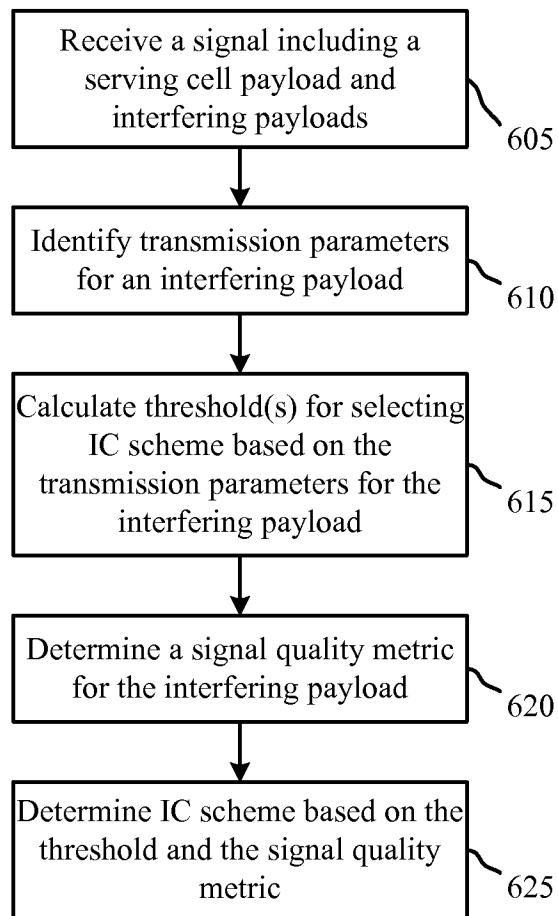 Receive a signal including a
serving cell payload and
interfering payloads
605
Identify transmission parameters
for an interfering payload
610
Calculate threshold(s) for selecting
IC scheme based on the
transmission parameters for the
interfering payload
615
Determine a signal quality metric
for the interfering payload
620
Determine IC scheme based on the
threshold and the signal quality
metric
625